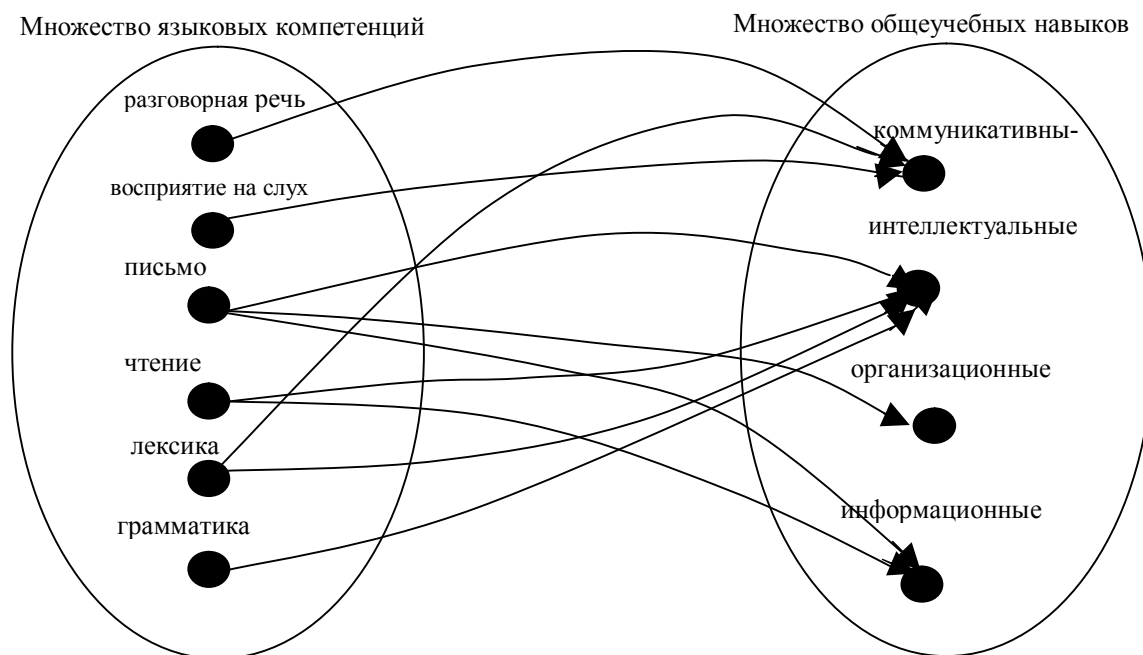 Множество языковых компетенций
Множество общеучебных навыков
разговорная речь
восприятие на слух
письмо
чтение
лексика
грамматика
коммуникативны-
интеллектуальные
организационные
информационные